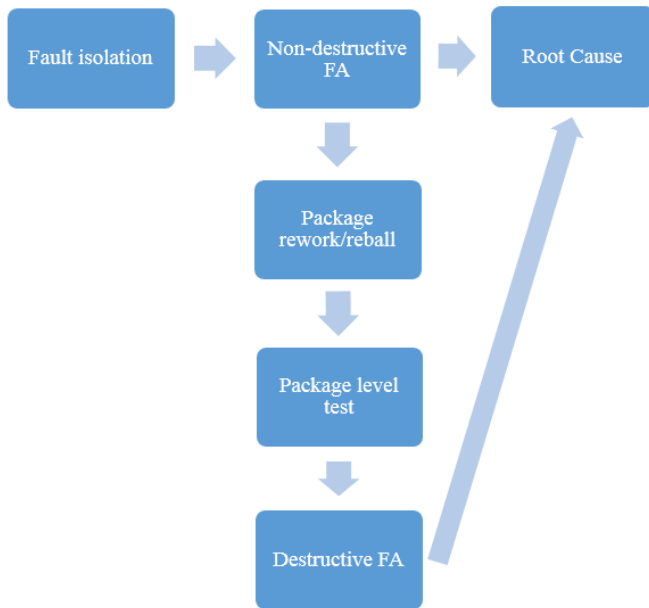 Fault isolation
Non-destructive
FA
Root Cause
Package
rework/reball
Package level
test
Destructive FA